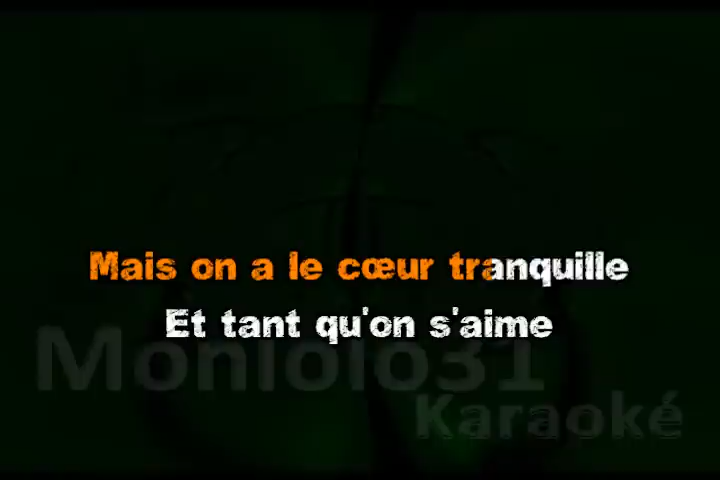 Mais on a le cœur tranquille
Et tant qu'on s'aime
Monlolo31
Karaoké